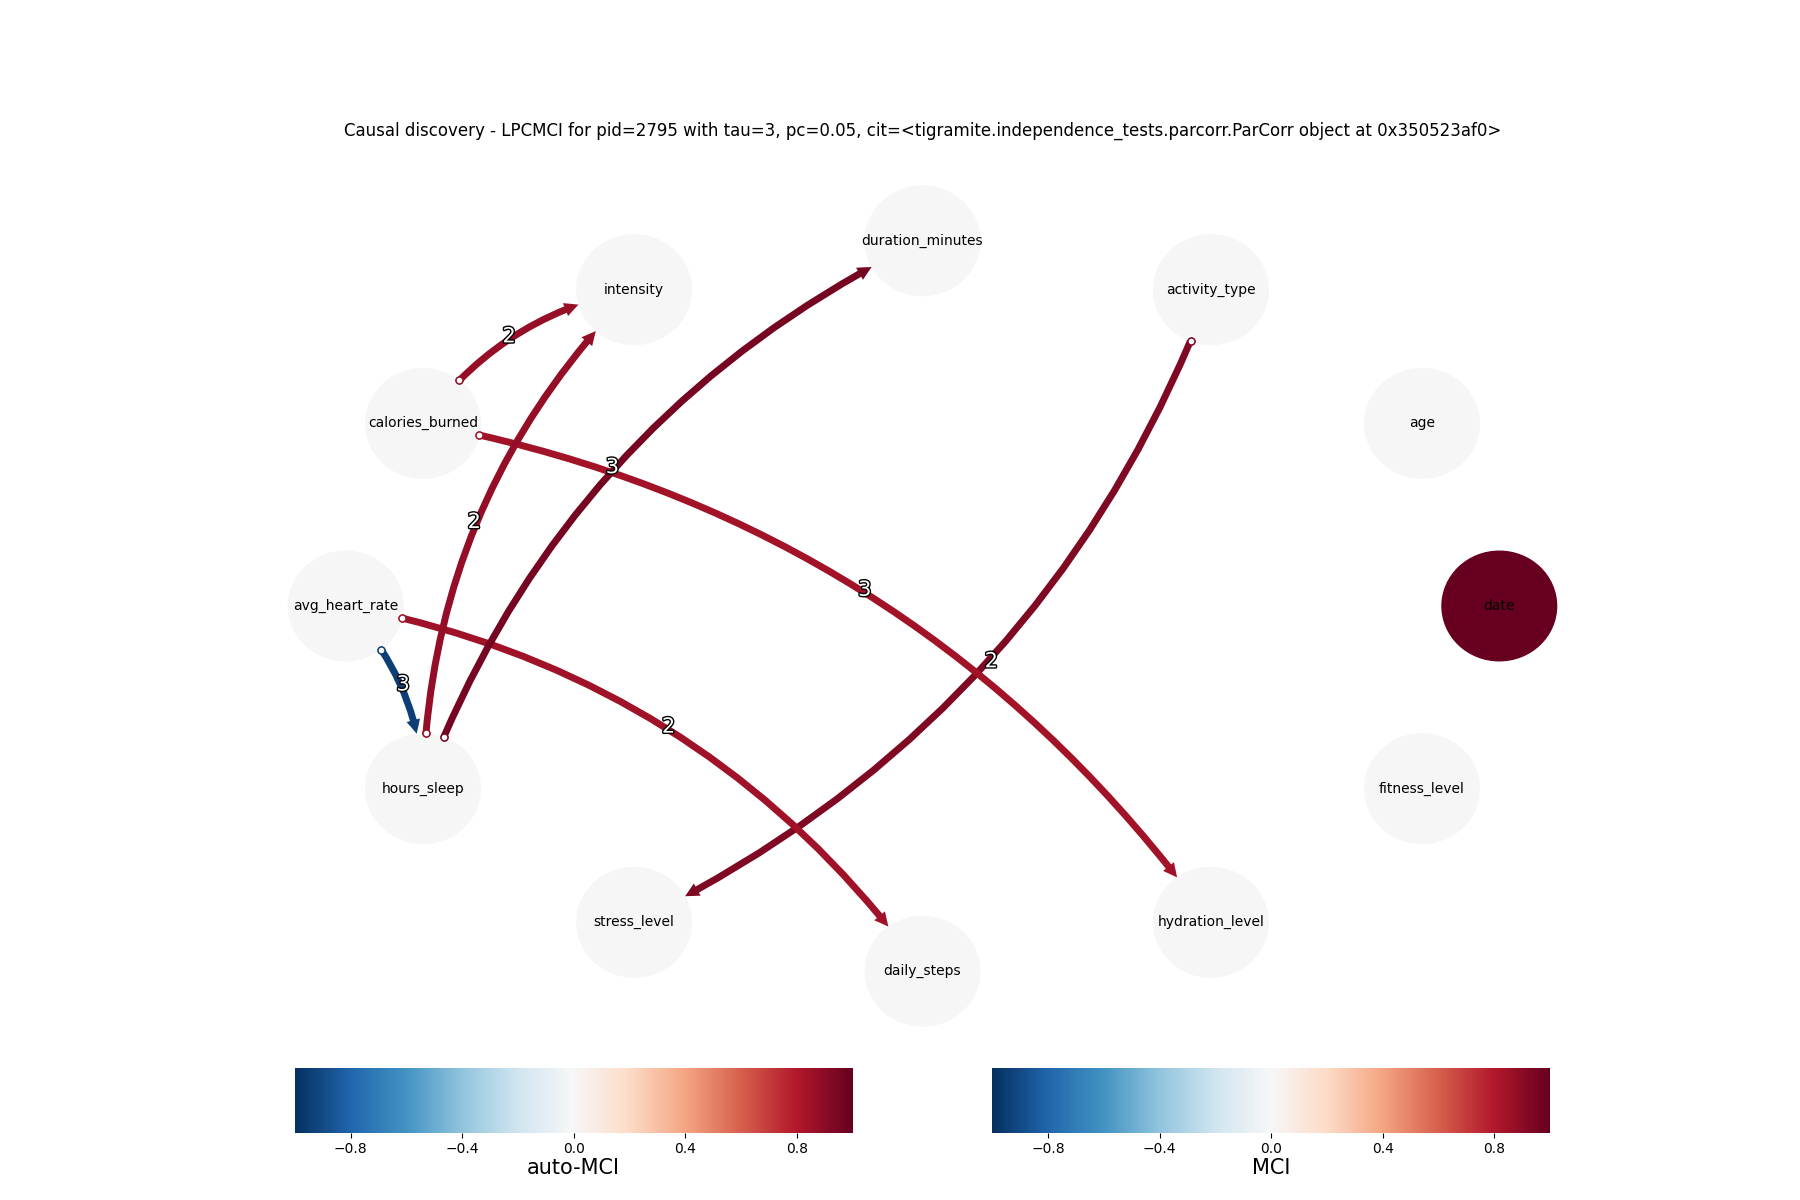 Causal discovery - LPCMCI for pid=2795 with tau=3, pc=0.05, cit=<tigramite.independence_tests.parcorr.ParCorr object at 0x350523af0>
duration_minutes
intensity
activity_type
2
calories_burned
age
3
2
3
avg_heart_rate
date
2
3
2
hours_sleep
fitness_level
stress_level
hydration_level
daily_steps
−0.8 −0.4 0.0 0.4 0.8
auto-MCI
−0.8 −0.4 0.0 0.4 0.8
MCI